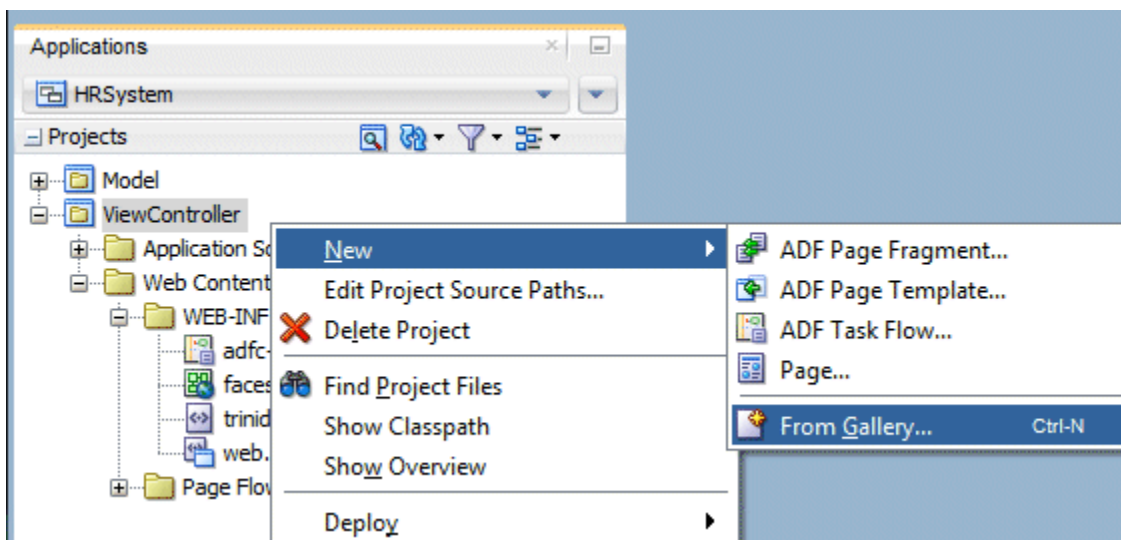 Applications
HRSystem
Projects
Model
ViewController
Application So
Web Content
WEB-INF
adfc-
faces
trinid
web.
Page Flow
New
Edit Project Source Paths...
Delete Project
Find Project Files
Show Classpath
Show Overview
Deploy
ADF Page Fragment...
ADF Page Template...
ADF Task Flow...
Page...
From Gallery... Ctrl-N